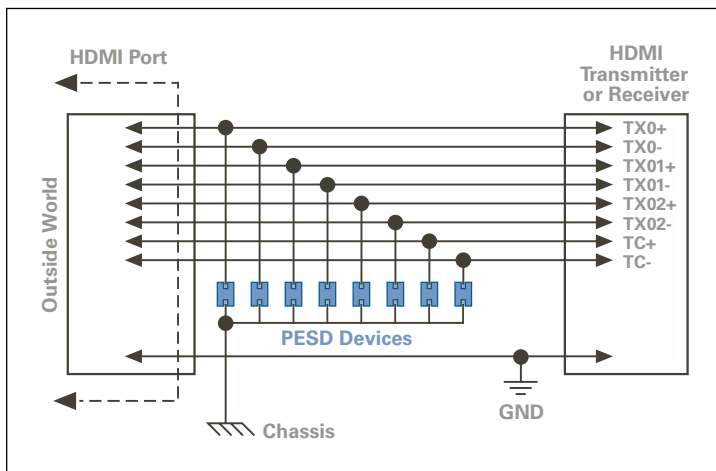 HDMI Port
HDMI
Transmitter
or Receiver
Outside World
TX0+
TX0-
TX01+
TX01-
TX02+
TX02-
TC+
TC-
PESD Devices
GND
Chassis